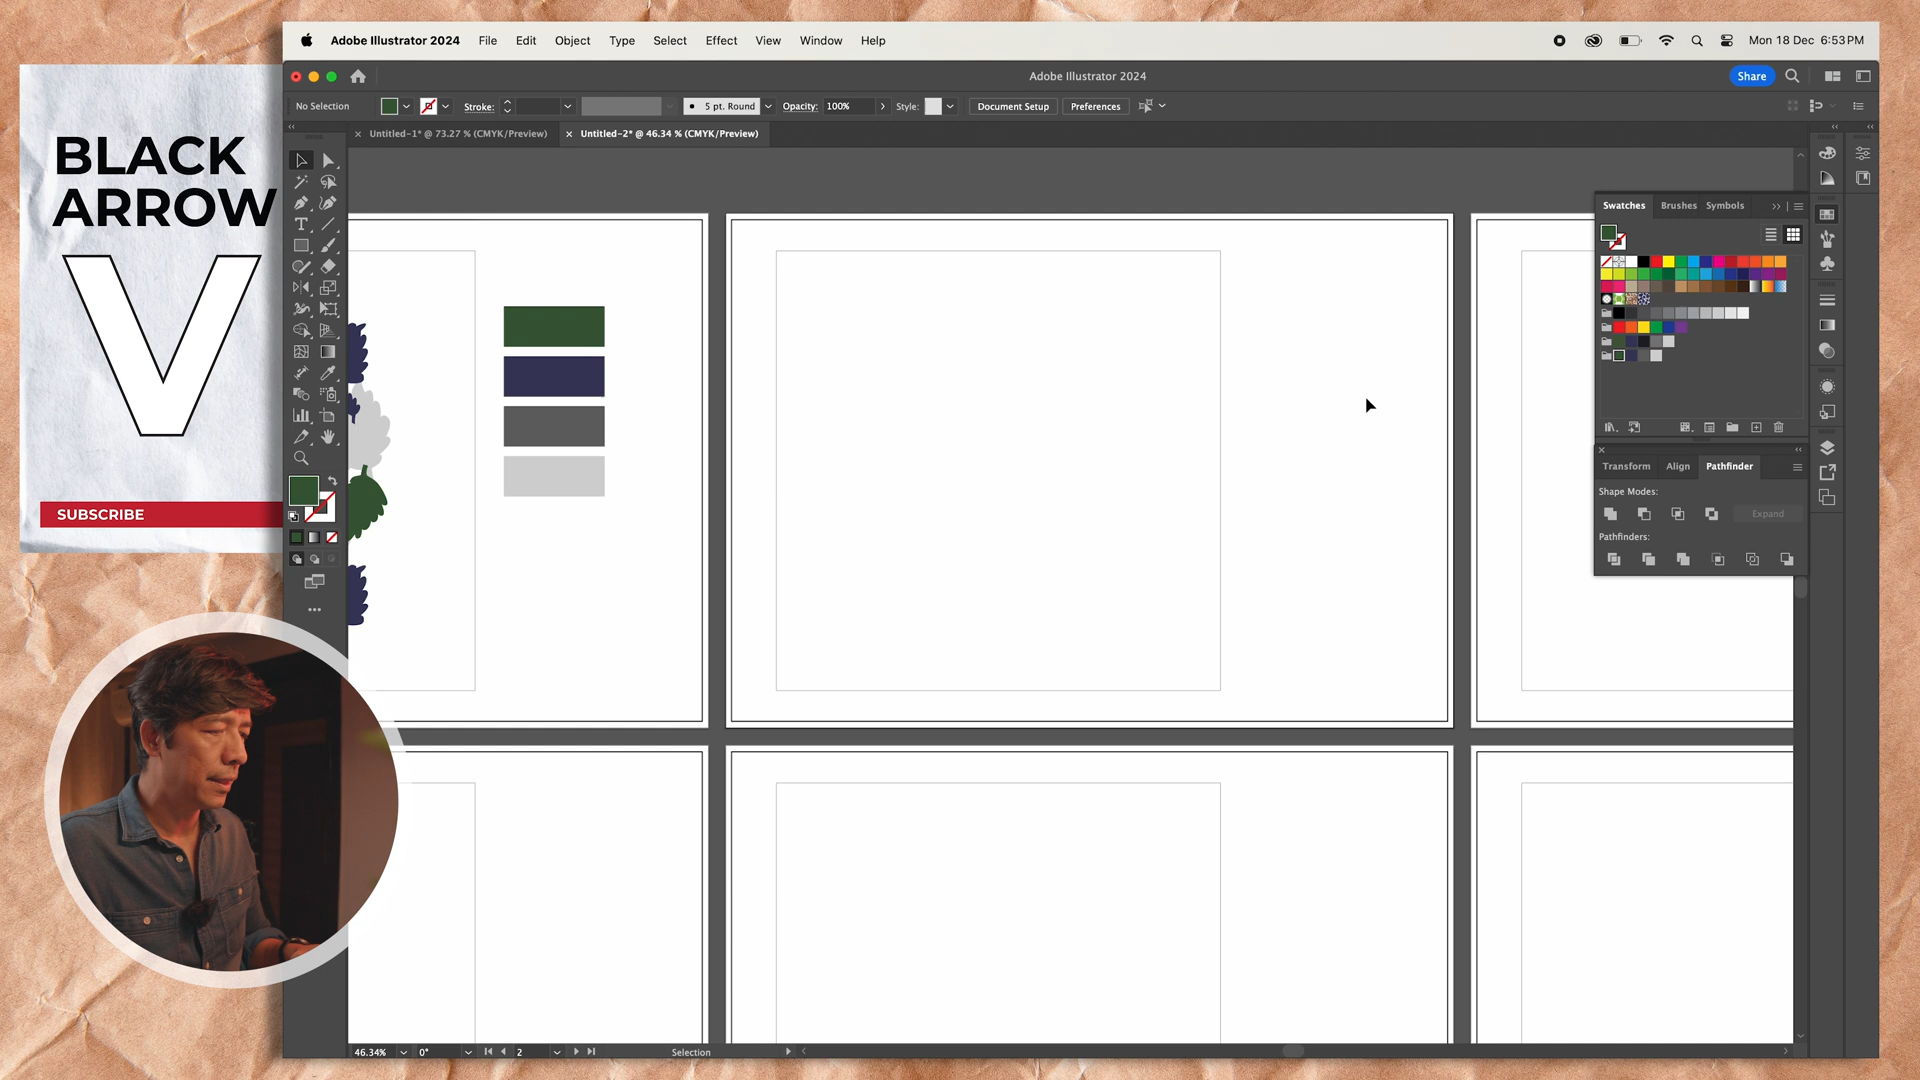 Adobe Illustrator 2024 File Edit Object Type Select Effect View Window Help Mon 18 Dec 6:53PM
Adobe Illustrator 2024 Share
No Selection Stroke: 5 pt. Round Opacity: 100% Style: Document Setup Preferences
Untitled-1* @ 73.27 % (CMYK/Preview) Untitled-2* @ 46.34 % (CMYK/Preview)
BLACK
ARROW
V
SUBSCRIBE
Swatches Brushes Symbols
Transform Align Pathfinder
Shape Modes:
Expand
Pathfinders:
46.34% 0° 2 Selection